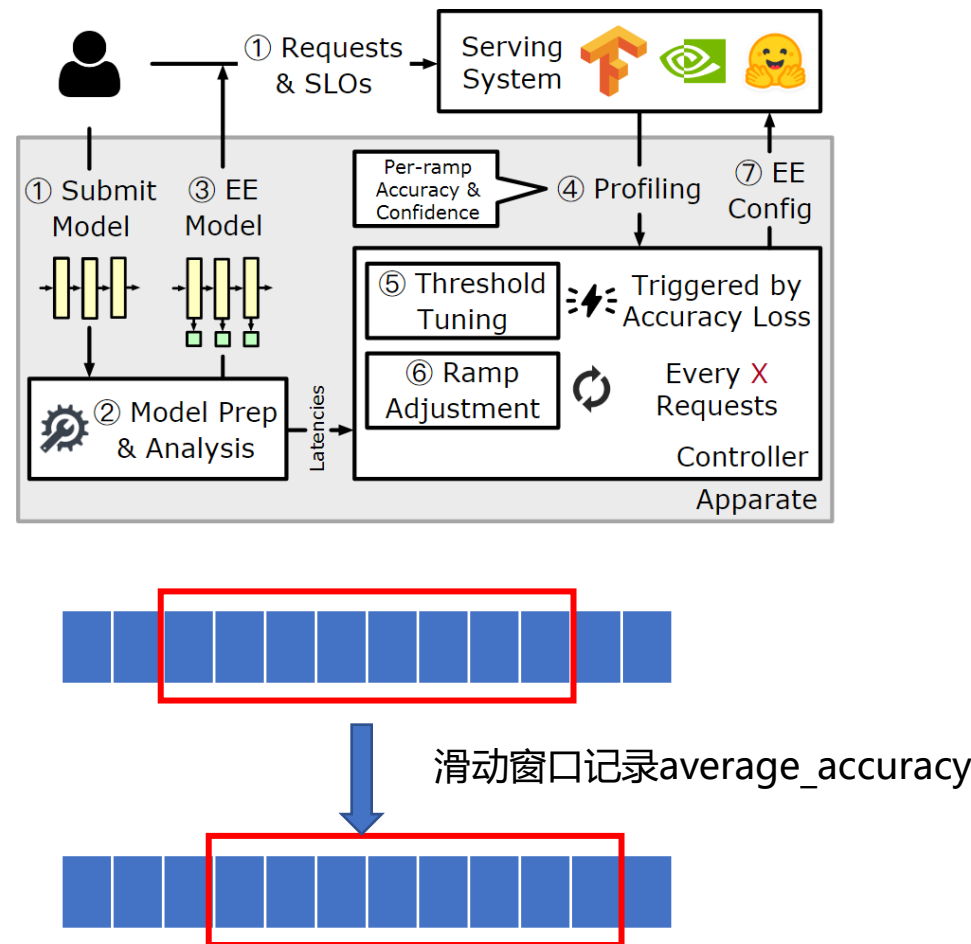 ① Requests
& SLOs
Serving
System
① Submit
Model
③ EE
Model
Per-ramp
Accuracy &
Confidence
④ Profiling
⑦ EE
Config
⑤ Threshold
Tuning
Triggered by
Accuracy Loss
⑥ Ramp
Adjustment
Every X
Requests
② Model Prep
& Analysis
Latencies
Controller
Apparate
滑动窗口记录average_accuracy